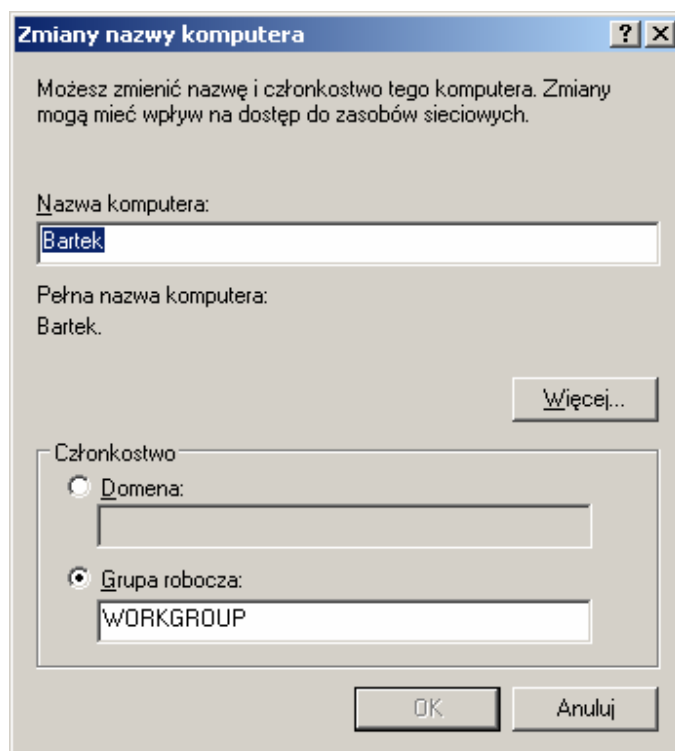 Zmiany nazwy komputera
Możesz zmienić nazwę i członkostwo tego komputera. Zmiany
mogą mieć wpływ na dostęp do zasobów sieciowych.
Nazwa komputera:
Bartek
Pełna nazwa komputera:
Bartek.
Więcej...
Członkostwo
Domena:
Grupa robocza:
WORKGROUP
OK Anuluj